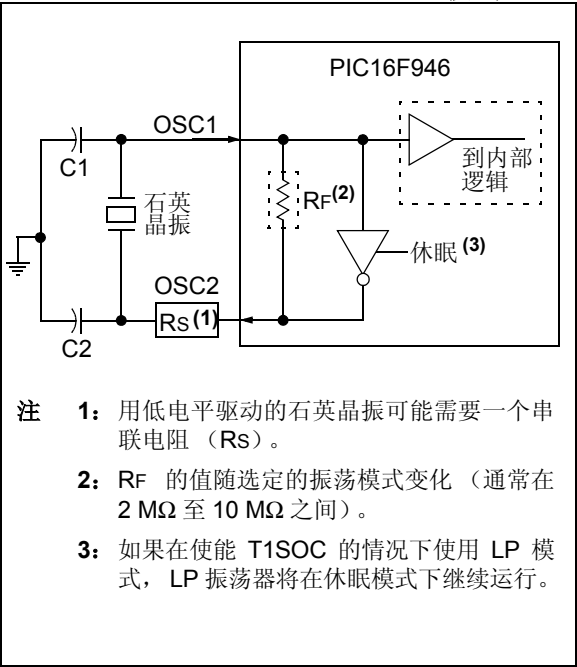 PIC16F946
OSC1
C1
石英
晶振
RF(2)
到内部
逻辑
休眠(3)
OSC2
Rs(1)
C2
注 1：用低电平驱动的石英晶振可能需要一个串
联电阻（Rs）。
2：RF 的值随选定的振荡模式变化（通常在
2 MΩ 至 10 MΩ 之间）。
3：如果在使能 T1SOC 的情况下使用 LP 模
式，LP 振荡器将在休眠模式下继续运行。